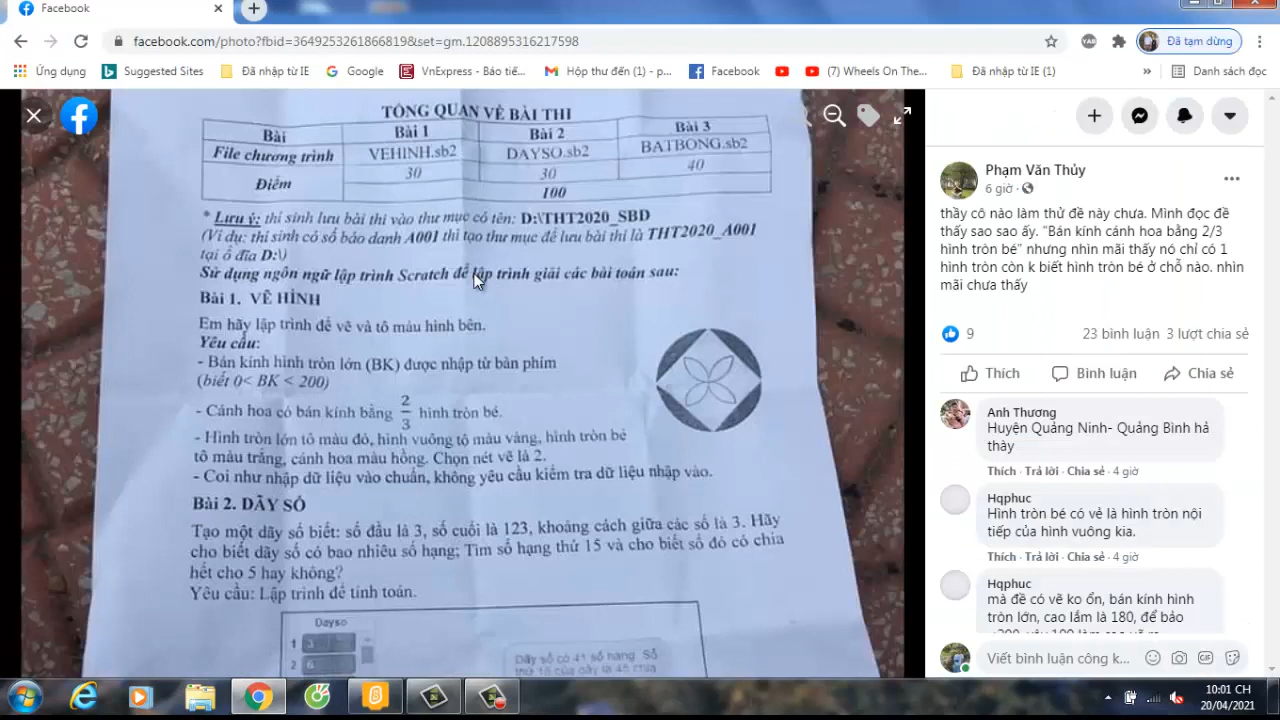 Facebook
facebook.com/photo?fbid=364925321866819&set=gm.1208895316217598
Đã tạm dừng
Ứng dụng
Suggested Sites
Đã nhập từ IE
Google
VnExpress - Báo tiê...
Hộp thư đến (1) - p...
Facebook
(7) Wheels On The...
Đã nhập từ IE (1)
»
Danh sách đọc
TỔNG QUAN VỀ BÀI THI
Bài
Bài 1
Bài 2
Bài 3
File chương trình
VEHINH.sb2
DAYSO.sb2
BATBONG.sb2
Điểm
30
30
40
100
* Lưu ý: thí sinh lưu bài thi vào thư mục có tên: D:\THT2020_SBD
(Ví dụ: thí sinh có số báo danh A001 thì tạo thư mục để lưu bài thi là THT2020_A001
tại ổ đĩa D:\)
Sử dụng ngôn ngữ lập trình Scratch để lập trình giải các bài toán sau:
Bài 1. VẼ HÌNH
Em hãy lập trình để vẽ và tô màu hình bên.
Yêu cầu:
- Bán kính hình tròn lớn (BK) được nhập từ bàn phím
(biết 0< BK < 200)
- Cánh hoa có bán kính bằng 2/3 hình tròn bé.
- Hình tròn lớn tô màu đỏ, hình vuông tô màu vàng, hình tròn bé
tô màu trắng, cánh hoa màu hồng. Chọn nét vẽ là 2.
- Coi như nhập dữ liệu vào chuẩn, không yêu cầu kiểm tra dữ liệu nhập vào.
Bài 2. DÃY SỐ
Tạo một dãy số biết: số đầu là 3, số cuối là 123, khoảng cách giữa các số là 3. Hãy
cho biết dãy số có bao nhiêu số hạng; Tìm số hạng thứ 15 và cho biết số đó có chia
hết cho 5 hay không?
Yêu cầu: Lập trình để tính toán.
Dayso
1 3
2 6
Dãy số có 41 số hạng. Số
Phạm Văn Thủy
6 giờ ·
thầy cô nào làm thử đề này chưa. Mình đọc đề
thấy sao sao ấy. "Bán kính cánh hoa bằng 2/3
hình tròn bé" nhưng nhìn mãi thấy nó chỉ có 1
hình tròn còn k biết hình tròn bé ở chỗ nào. nhìn
mãi chưa thấy
9
23 bình luận 3 lượt chia sẻ
Thích
Bình luận
Chia sẻ
Anh Thương
Huyện Quảng Ninh- Quảng Bình hả
thày
Thích · Trả lời · Chia sẻ · 4 giờ
Hqphuc
Hình tròn bé có vẻ là hình tròn nội
tiếp của hình vuông kia.
Thích · Trả lời · Chia sẻ · 4 giờ
Hqphuc
mà đề có vẽ ko ổn, bán kính hình
tròn lớn, cao lắm là 180, để bảo
Viết bình luận công k...
GIF
10:01 CH
20/04/2021